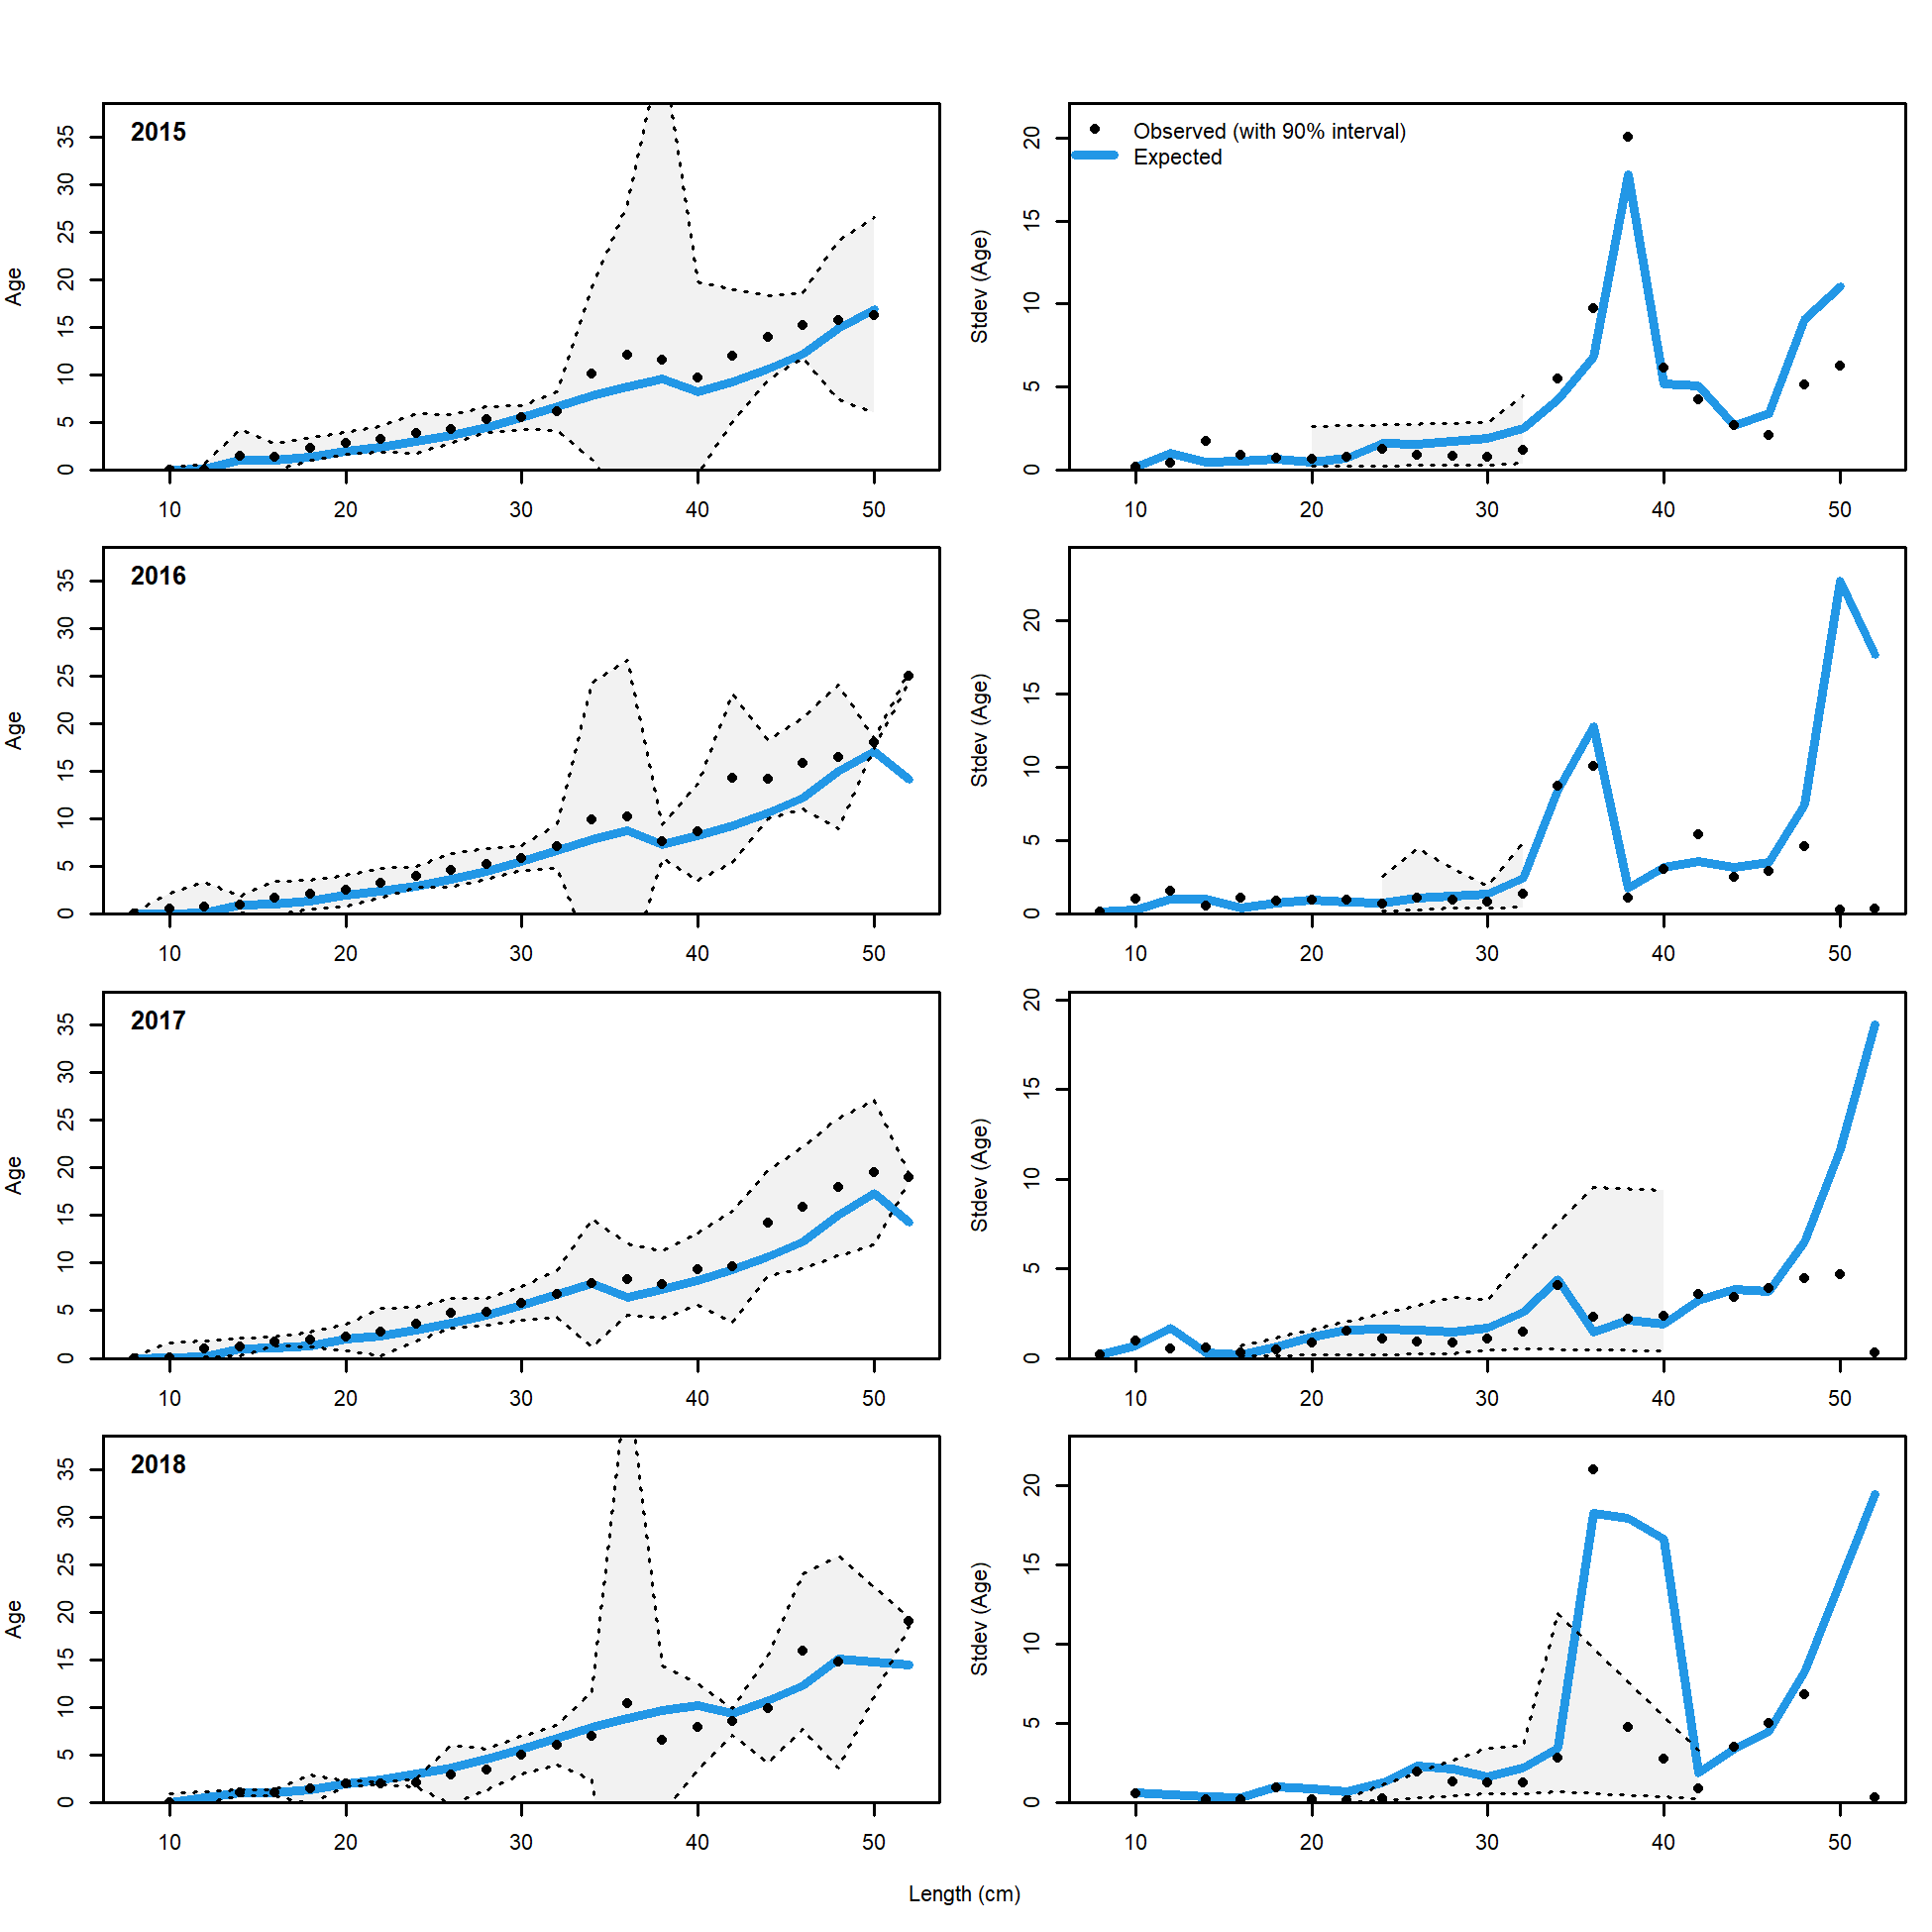 2015
Age
0 5 10 15 20 25 30 35
10 20 30 40 50
Observed (with 90% interval)
Expected
Stdev (Age)
0 5 10 15 20
10 20 30 40 50
2016
Age
0 5 10 15 20 25 30 35
10 20 30 40 50
Stdev (Age)
0 5 10 15 20
10 20 30 40 50
2017
Age
0 5 10 15 20 25 30 35
10 20 30 40 50
Stdev (Age)
0 5 10 15 20
10 20 30 40 50
2018
Age
0 5 10 15 20 25 30 35
10 20 30 40 50
Stdev (Age)
0 5 10 15 20
10 20 30 40 50
Length (cm)